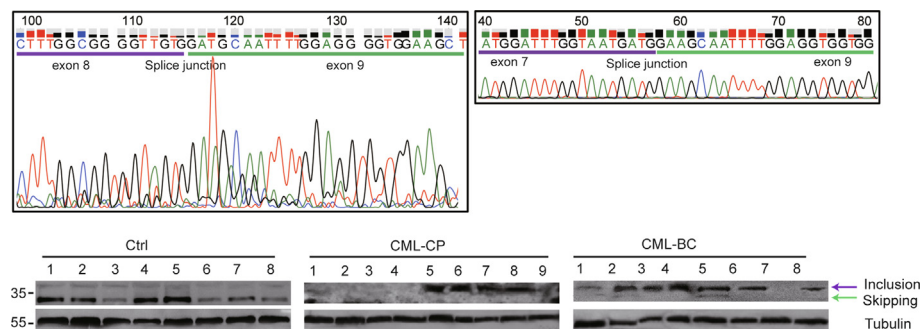 100 110 120 130 140
CTTTGGCGG GGTTGTGGATGCAATTTTGGAGG GGTGGAAGC T
exon 8 Splice junction exon 9
40 50 60 70 80
ATGGATTTGGTAATGATGGAAGCAATTTTGGAGGTGGTGG
exon 7 Splice junction exon 9
Ctrl CML-CP CML-BC
1 2 3 4 5 6 7 8 1 2 3 4 5 6 7 8 9 1 2 3 4 5 6 7 8
35- Inclusion
Skipping
55- Tubulin